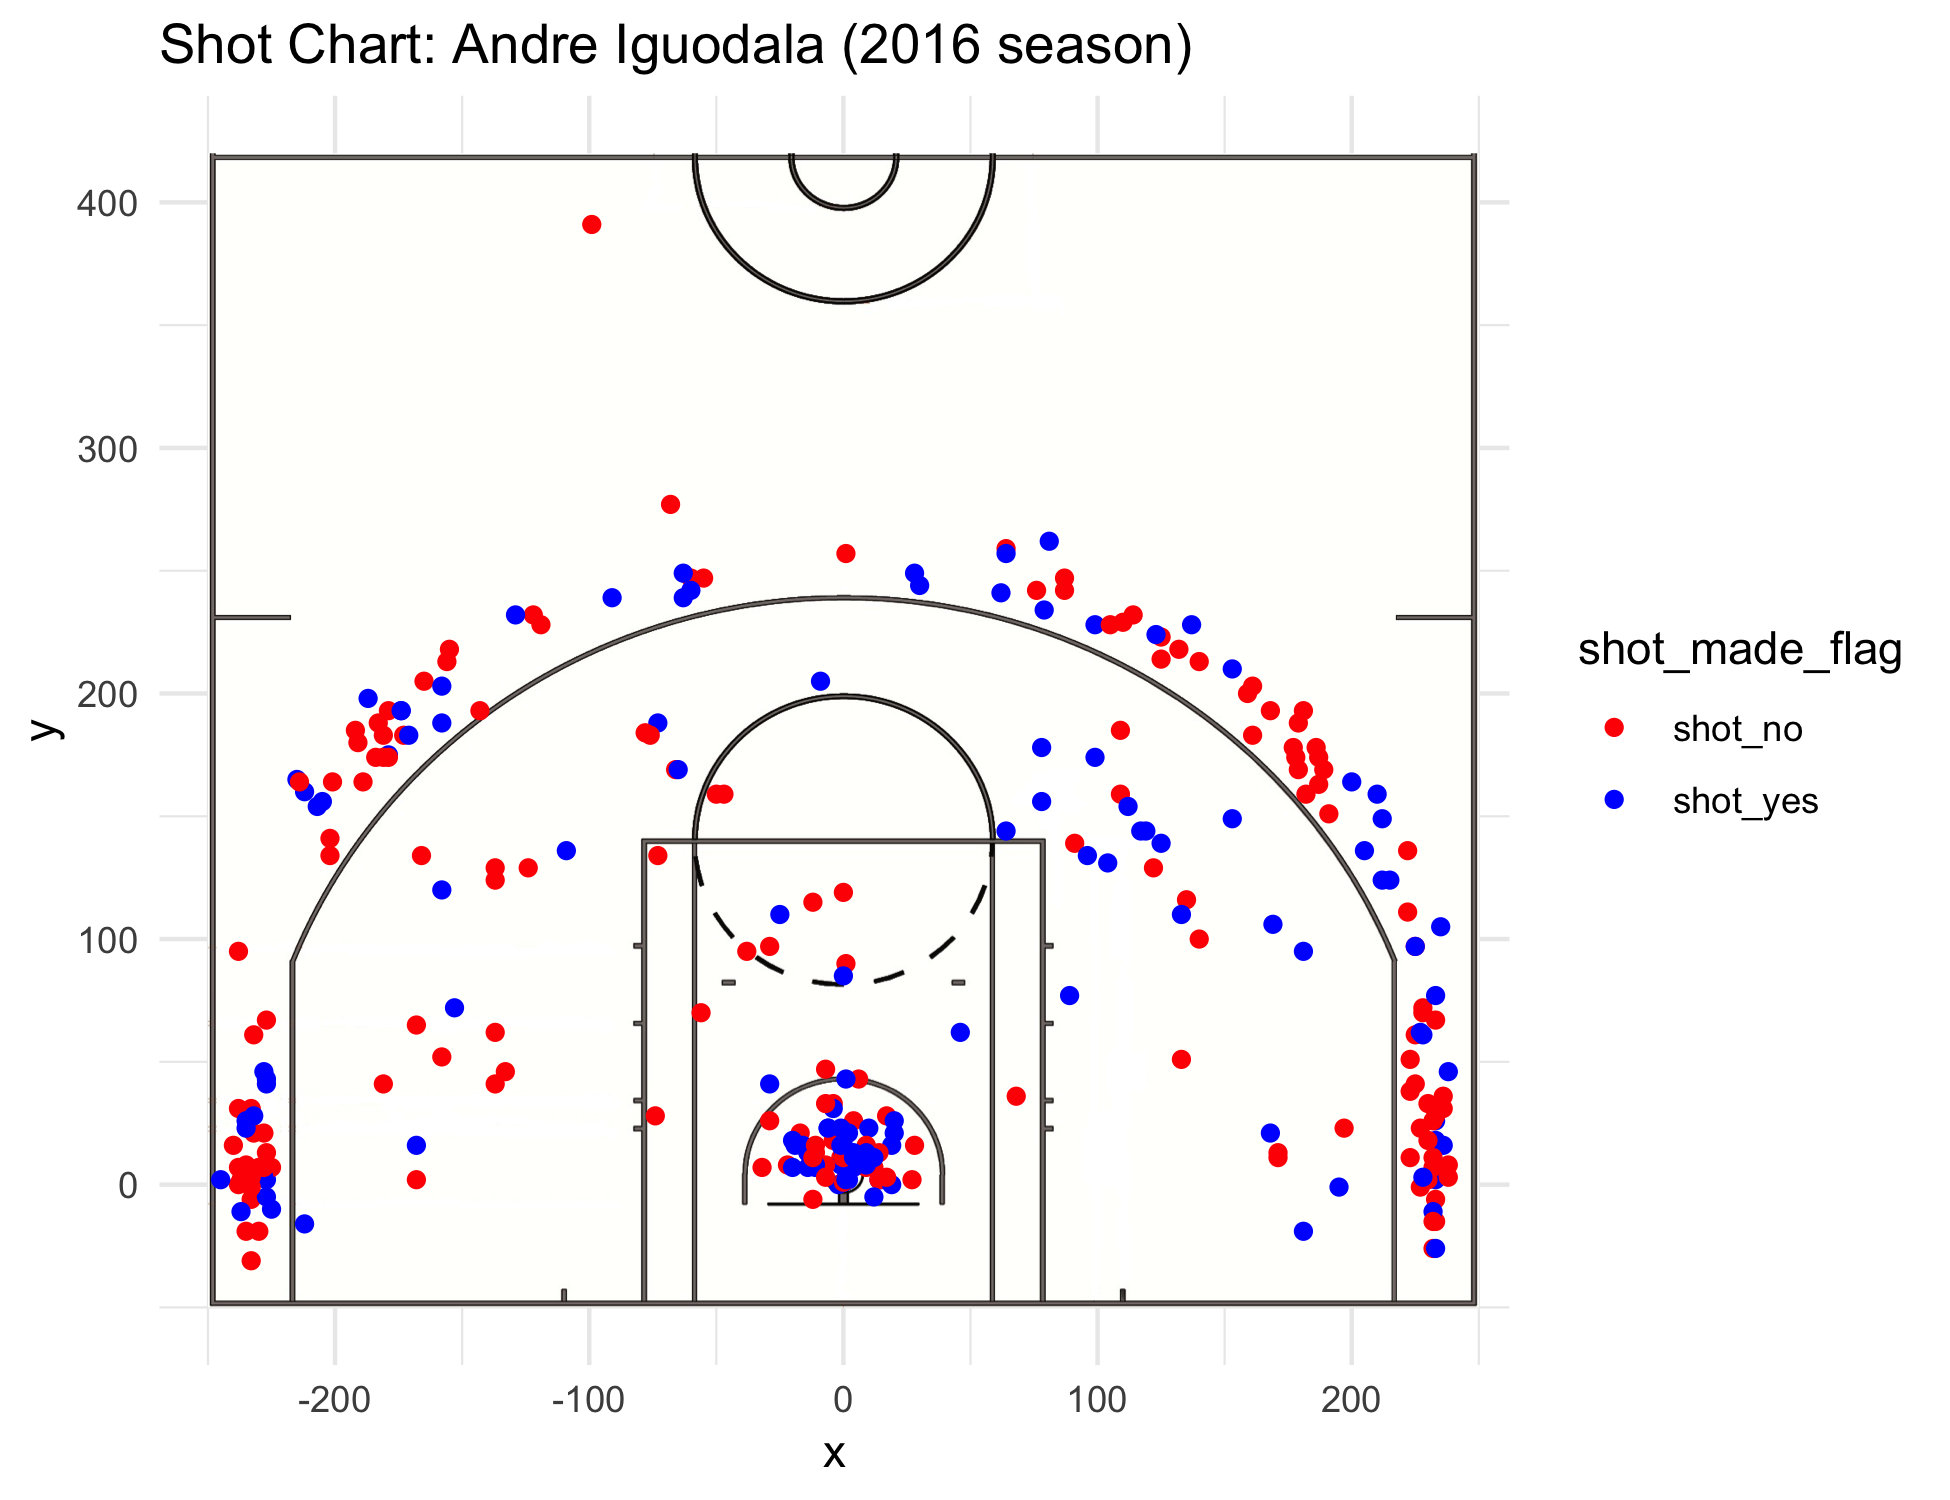 Shot Chart: Andre Iguodala (2016 season)
400
300
200
100
0
y
-200 -100 0 100 200
x
shot_made_flag
shot_no
shot_yes